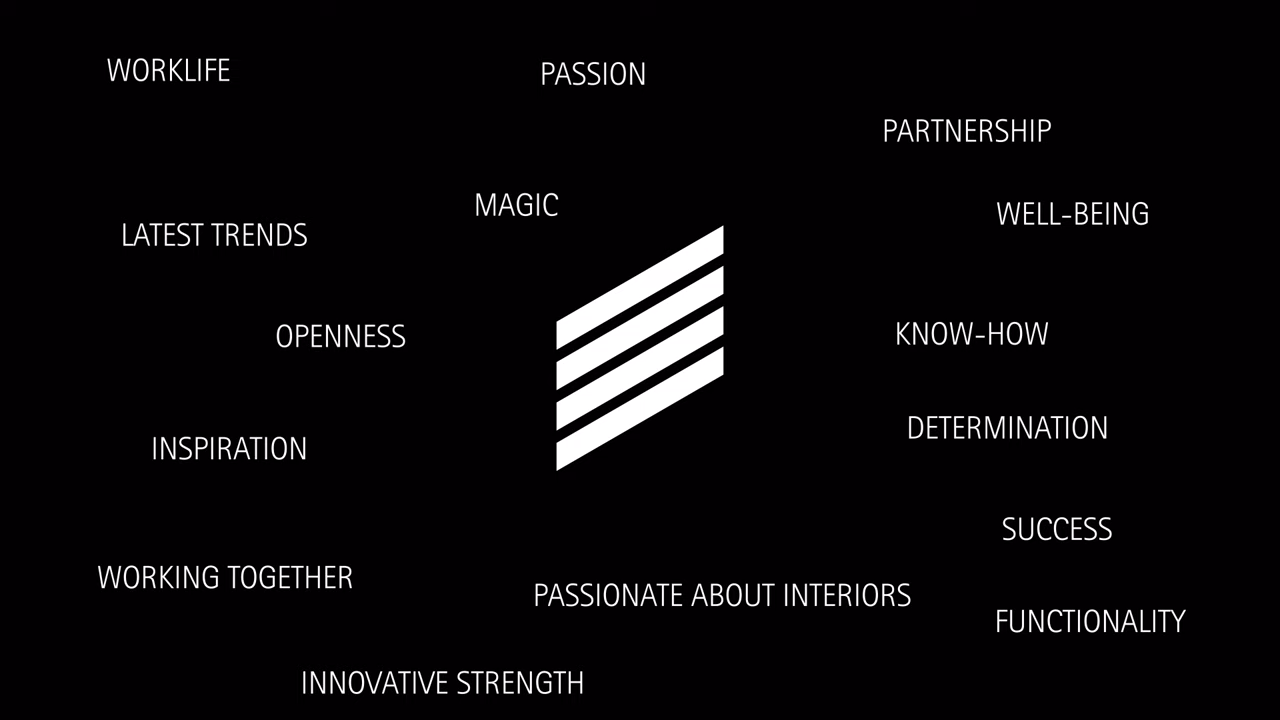 WORKLIFE
PASSION
PARTNERSHIP
MAGIC
WELL-BEING
LATEST TRENDS
OPENNESS
KNOW-HOW
DETERMINATION
INSPIRATION
SUCCESS
WORKING TOGETHER
PASSIONATE ABOUT INTERIORS
FUNCTIONALITY
INNOVATIVE STRENGTH